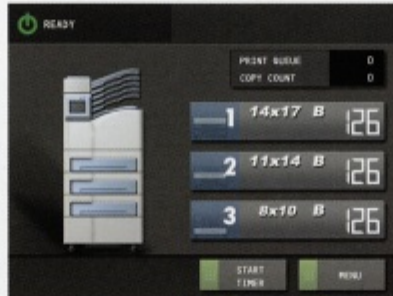 READY
PRINT QUEUE 0
COPY COUNT 0
1 14x17 B 126
2 11x14 B 126
3 8x10 B 126
START TIMER
MENU